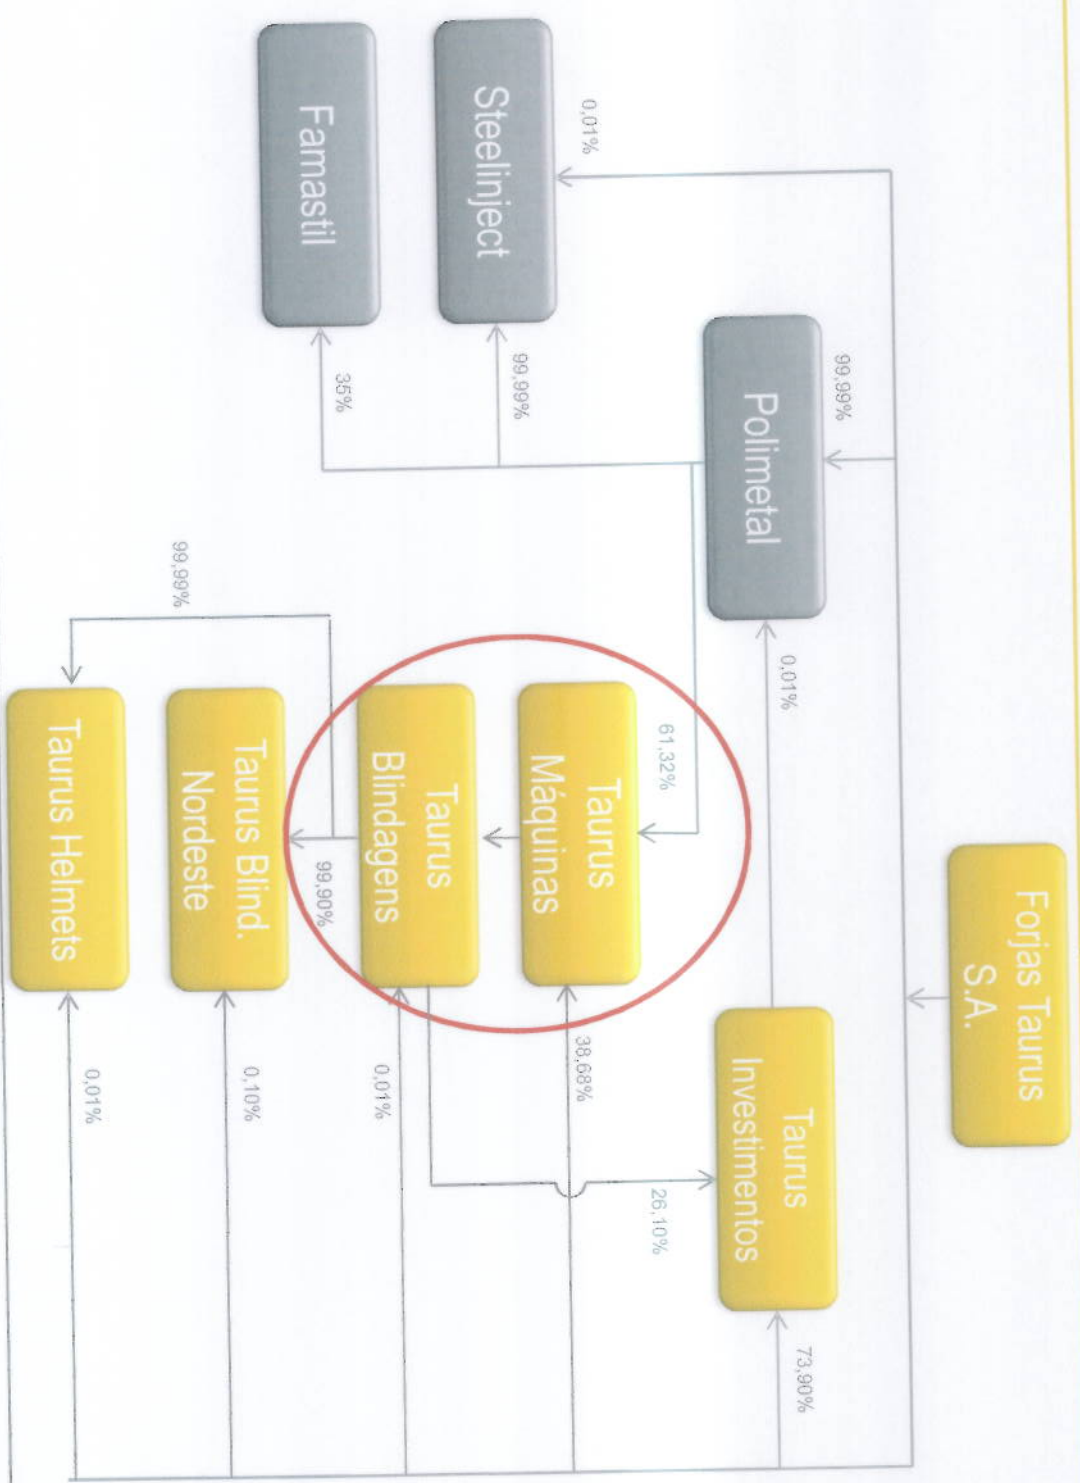 Forjas Taurus
S.A.
99,99%
73,90%
Polimetal
0,01%
Taurus
Investimentos
61,32%
26,10%
0,01%
38,68%
Taurus
Máquinas
99,99%
Steelinject
Taurus
Blindagens
0,01%
35%
99,90%
Famastil
Taurus Blind.
Nordeste
0,10%
99,99%
0,01%
Taurus Helmets